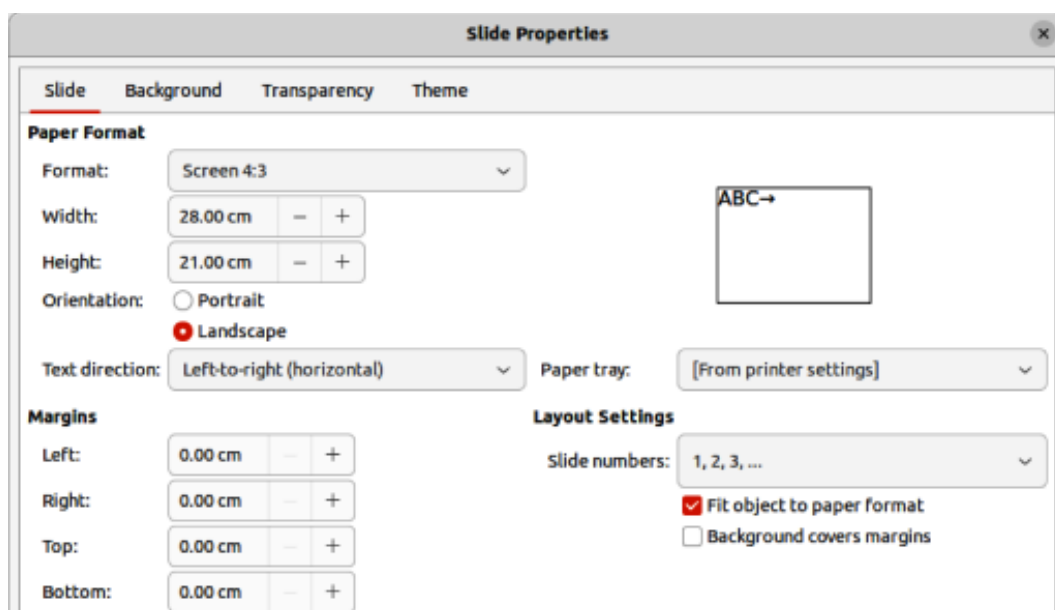 Slide Properties
Slide Background Transparency Theme
Paper Format
Format: Screen 4:3
ABC→
Width: 28.00 cm − +
Height: 21.00 cm − +
Orientation: Portrait
Landscape
Text direction: Left-to-right (horizontal) Paper tray: [From printer settings]
Margins Layout Settings
Left: 0.00 cm − + Slide numbers: 1, 2, 3, ...
Right: 0.00 cm − + Fit object to paper format
Top: 0.00 cm − + Background covers margins
Bottom: 0.00 cm − +